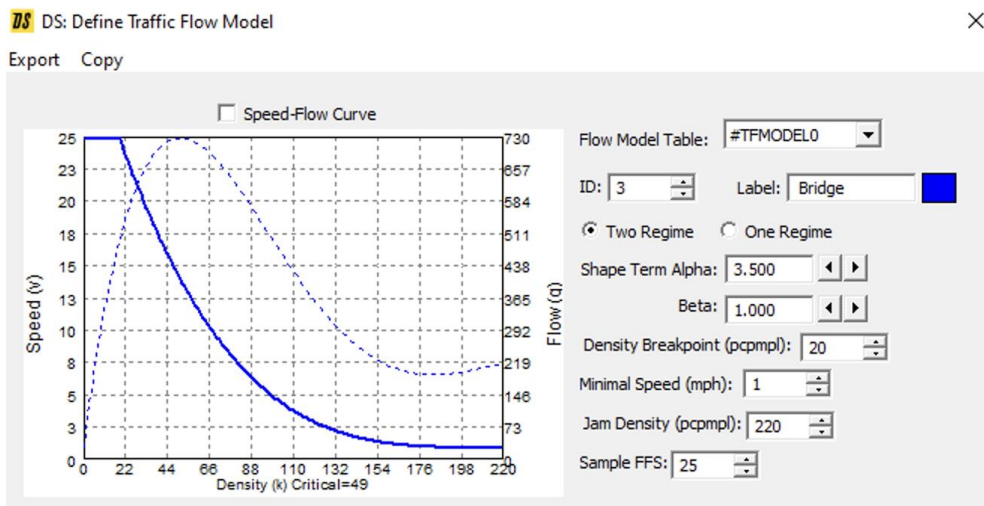 DS DS: Define Traffic Flow Model
Export Copy
Speed-Flow Curve
25 730
23 657
20 584
18 511
15 438
13 365
10 292
8 219
5 146
3 73
0 0
0 22 44 66 88 110 132 154 176 198 220
Speed (v)
Flow (q)
Density (k) Critical=49
Flow Model Table: #TFMODEL0
ID: 3 Label: Bridge
Two Regime One Regime
Shape Term Alpha: 3.500
Beta: 1.000
Density Breakpoint (pcpmpl): 20
Minimal Speed (mph): 1
Jam Density (pcpmpl): 220
Sample FFS: 25